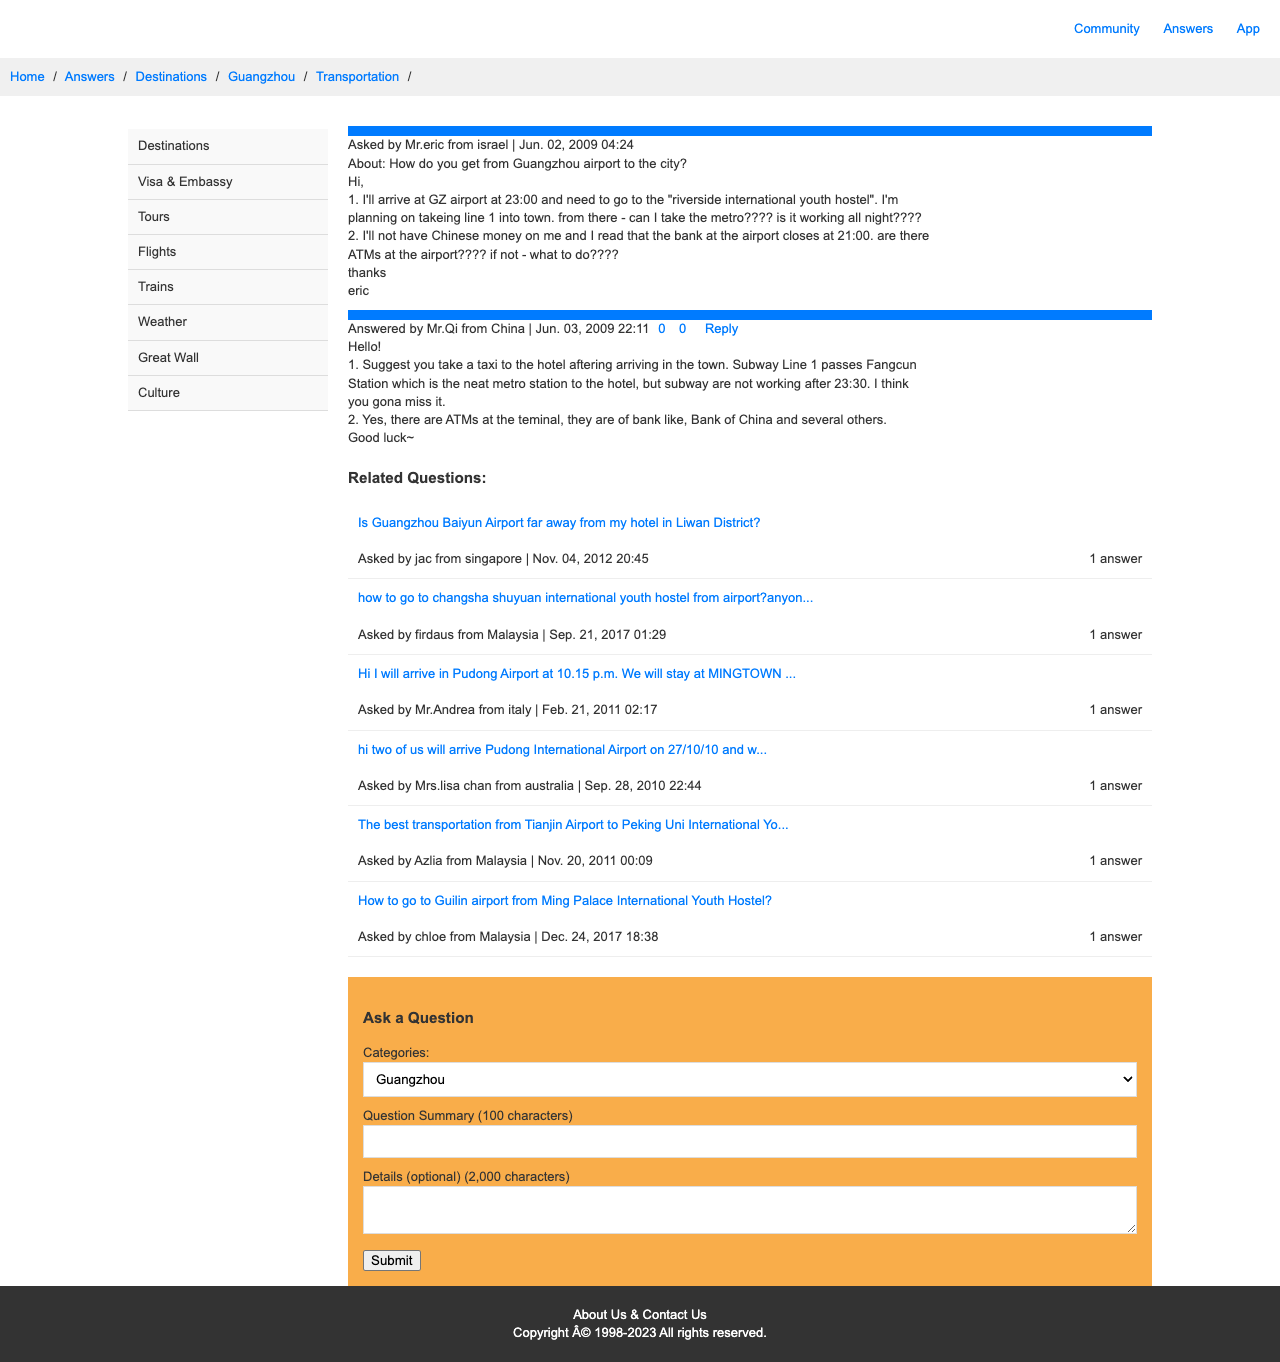 Community Answers App
Home / Answers / Destinations / Guangzhou / Transportation /
Destinations
Visa & Embassy
Tours
Flights
Trains
Weather
Great Wall
Culture
Asked by Mr.eric from israel | Jun. 02, 2009 04:24
About: How do you get from Guangzhou airport to the city?
Hi,
1. I'll arrive at GZ airport at 23:00 and need to go to the "riverside international youth hostel". I'm
planning on takeing line 1 into town. from there - can I take the metro???? is it working all night????
2. I'll not have Chinese money on me and I read that the bank at the airport closes at 21:00. are there
ATMs at the airport???? if not - what to do????
thanks
eric
Answered by Mr.Qi from China | Jun. 03, 2009 22:11 0 0 Reply
Hello!
1. Suggest you take a taxi to the hotel aftering arriving in the town. Subway Line 1 passes Fangcun
Station which is the neat metro station to the hotel, but subway are not working after 23:30. I think
you gona miss it.
2. Yes, there are ATMs at the teminal, they are of bank like, Bank of China and several others.
Good luck~
Related Questions:
Is Guangzhou Baiyun Airport far away from my hotel in Liwan District?
Asked by jac from singapore | Nov. 04, 2012 20:45 1 answer
how to go to changsha shuyuan international youth hostel from airport?anyon...
Asked by firdaus from Malaysia | Sep. 21, 2017 01:29 1 answer
Hi I will arrive in Pudong Airport at 10.15 p.m. We will stay at MINGTOWN ...
Asked by Mr.Andrea from italy | Feb. 21, 2011 02:17 1 answer
hi two of us will arrive Pudong International Airport on 27/10/10 and w...
Asked by Mrs.lisa chan from australia | Sep. 28, 2010 22:44 1 answer
The best transportation from Tianjin Airport to Peking Uni International Yo...
Asked by Azlia from Malaysia | Nov. 20, 2011 00:09 1 answer
How to go to Guilin airport from Ming Palace International Youth Hostel?
Asked by chloe from Malaysia | Dec. 24, 2017 18:38 1 answer
Ask a Question
Categories:
Guangzhou
Question Summary (100 characters)
Details (optional) (2,000 characters)
Submit
About Us & Contact Us
Copyright Â© 1998-2023 All rights reserved.